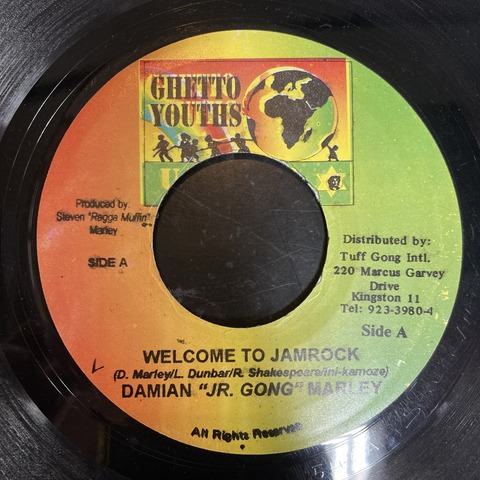 GHETTO
YOUTHS
Produced by:
Steven "Ragga Muffin"
Marley
SIDE A
Distributed by:
Tuff Gong Intl.
220 Marcus Garvey
Drive
Kingston 11
Tel: 923-3980-4
Side A
WELCOME TO JAMROCK
(D. Marley/L. Dunbar/R. Shakespeare/ini-kamoze)
DAMIAN "JR. GONG" MARLEY
All Rights Reserved